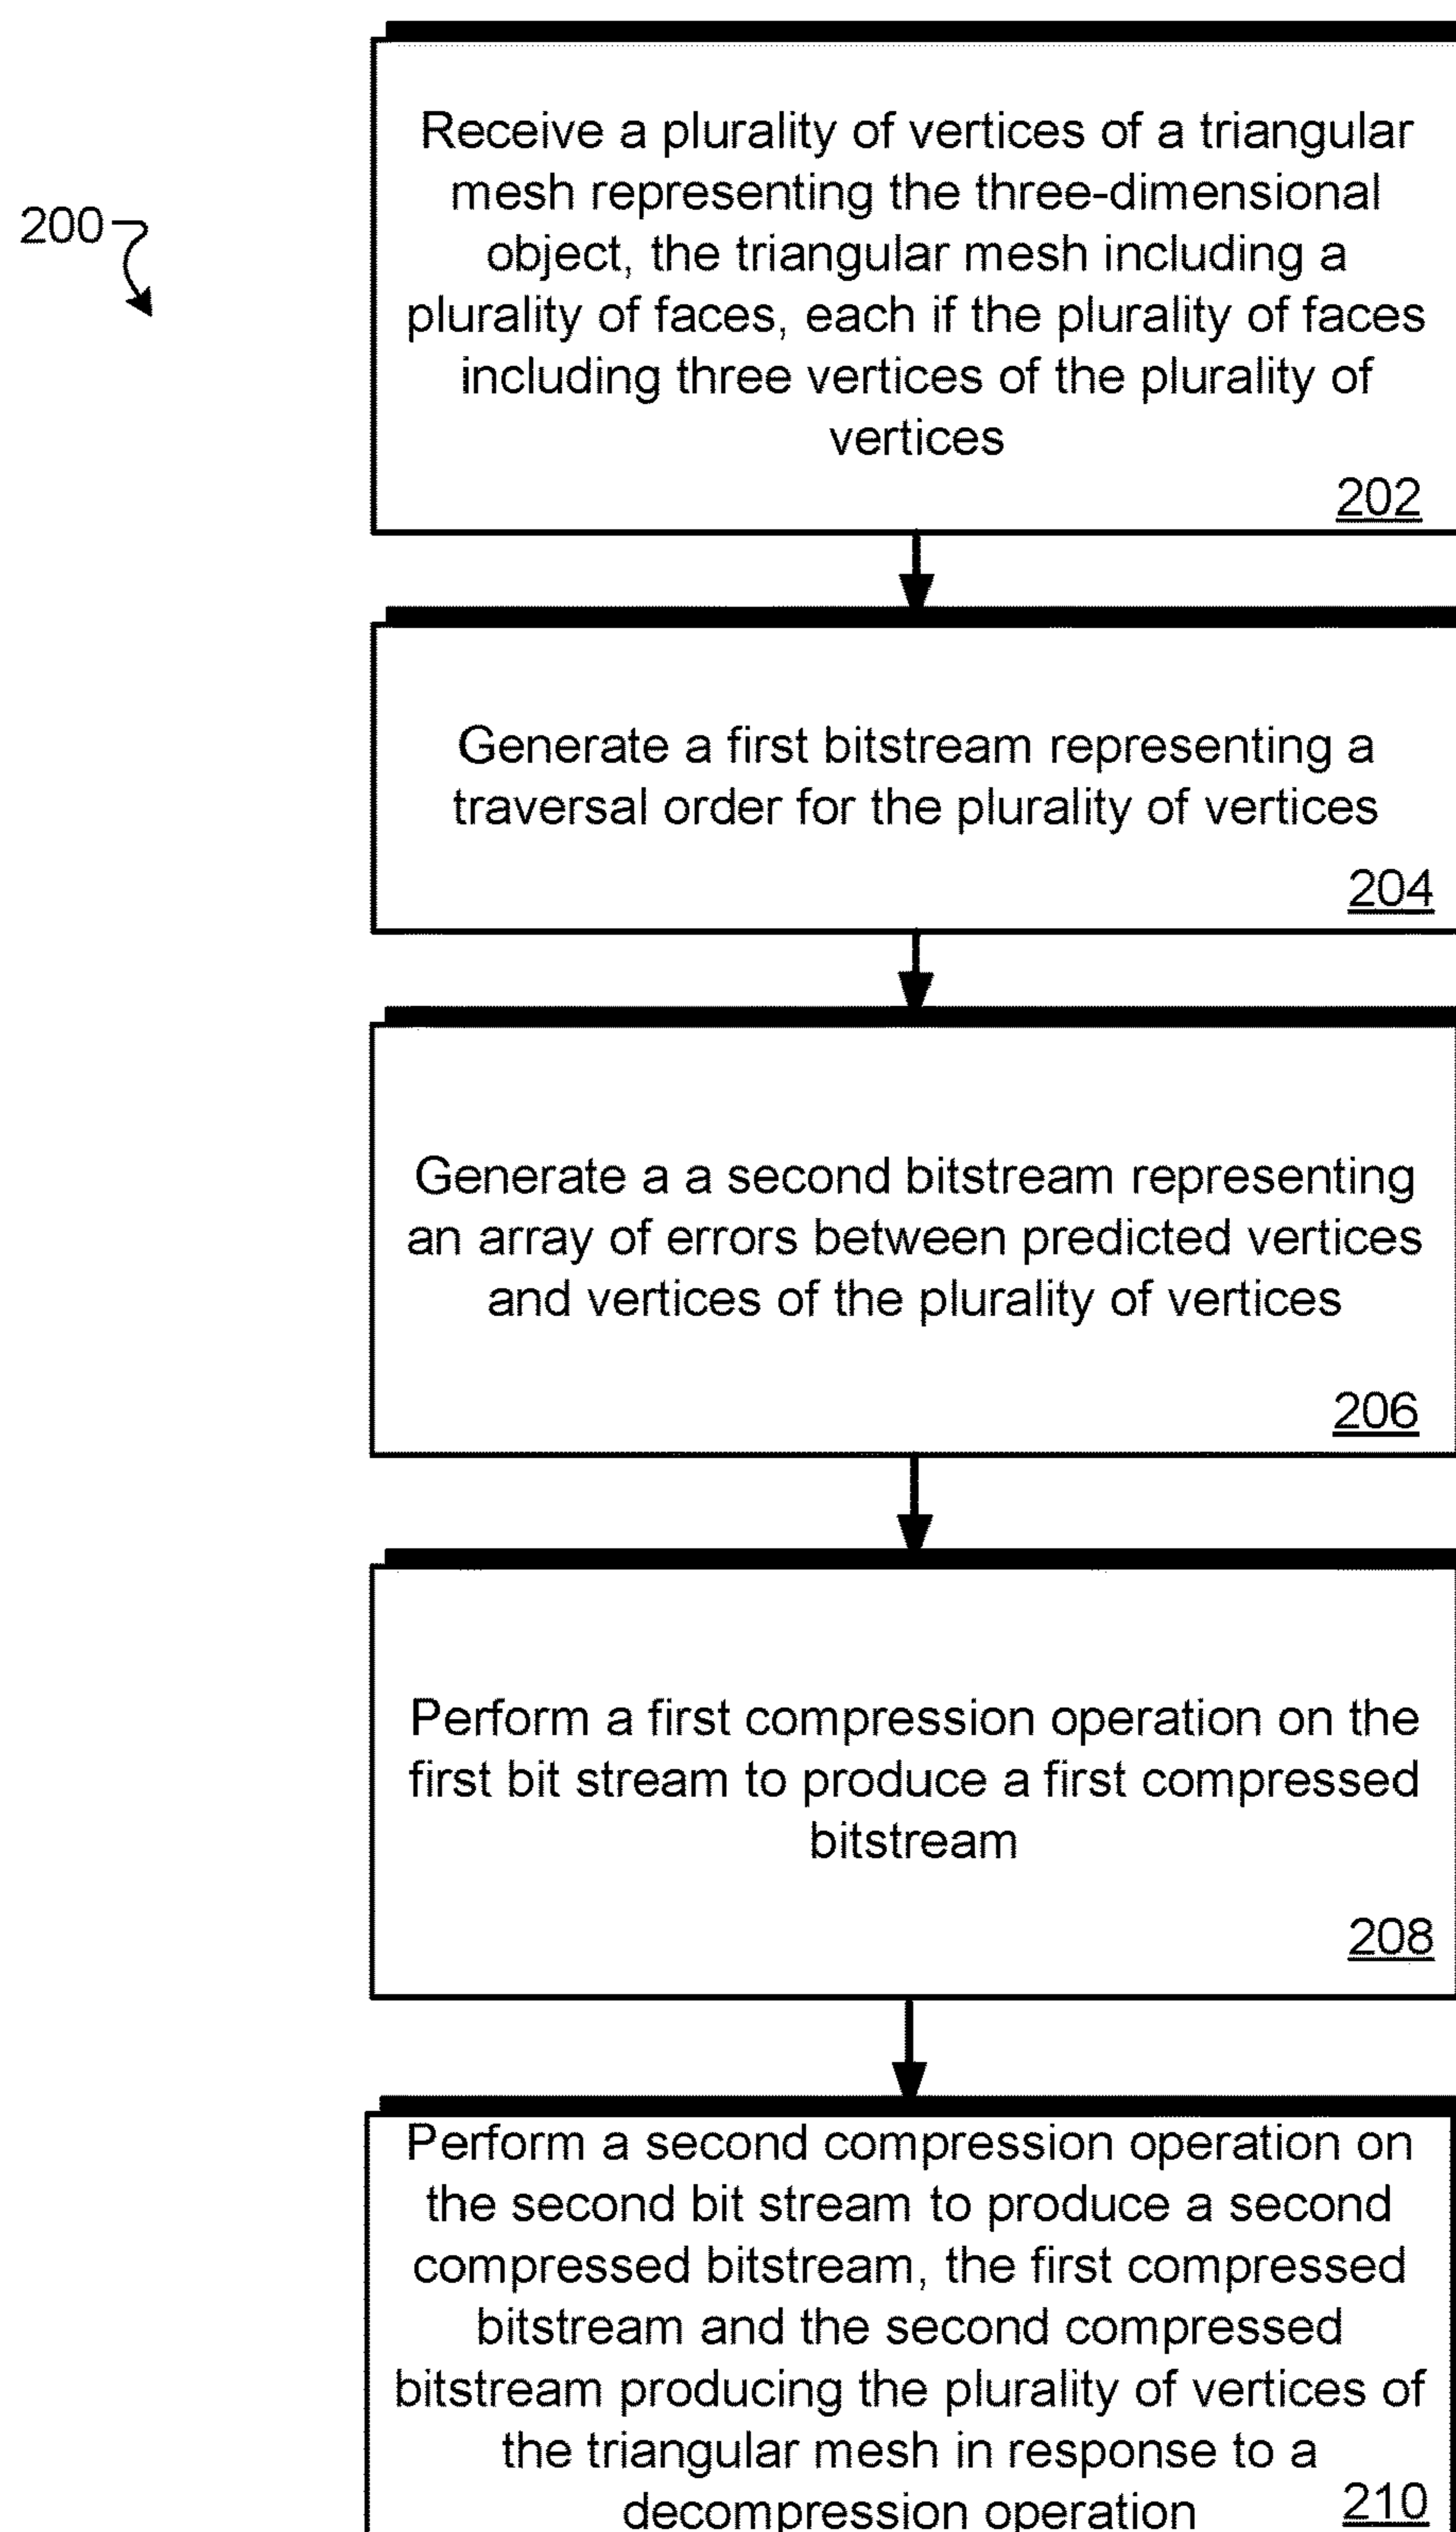 200
Receive a plurality of vertices of a triangular
mesh representing the three-dimensional
object, the triangular mesh including a
plurality of faces, each if the plurality of faces
including three vertices of the plurality of
vertices
202
Generate a first bitstream representing a
traversal order for the plurality of vertices
204
Generate a a second bitstream representing
an array of errors between predicted vertices
and vertices of the plurality of vertices
206
Perform a first compression operation on the
first bit stream to produce a first compressed
bitstream
208
Perform a second compression operation on
the second bit stream to produce a second
compressed bitstream, the first compressed
bitstream and the second compressed
bitstream producing the plurality of vertices of
the triangular mesh in response to a
decompression operation
210